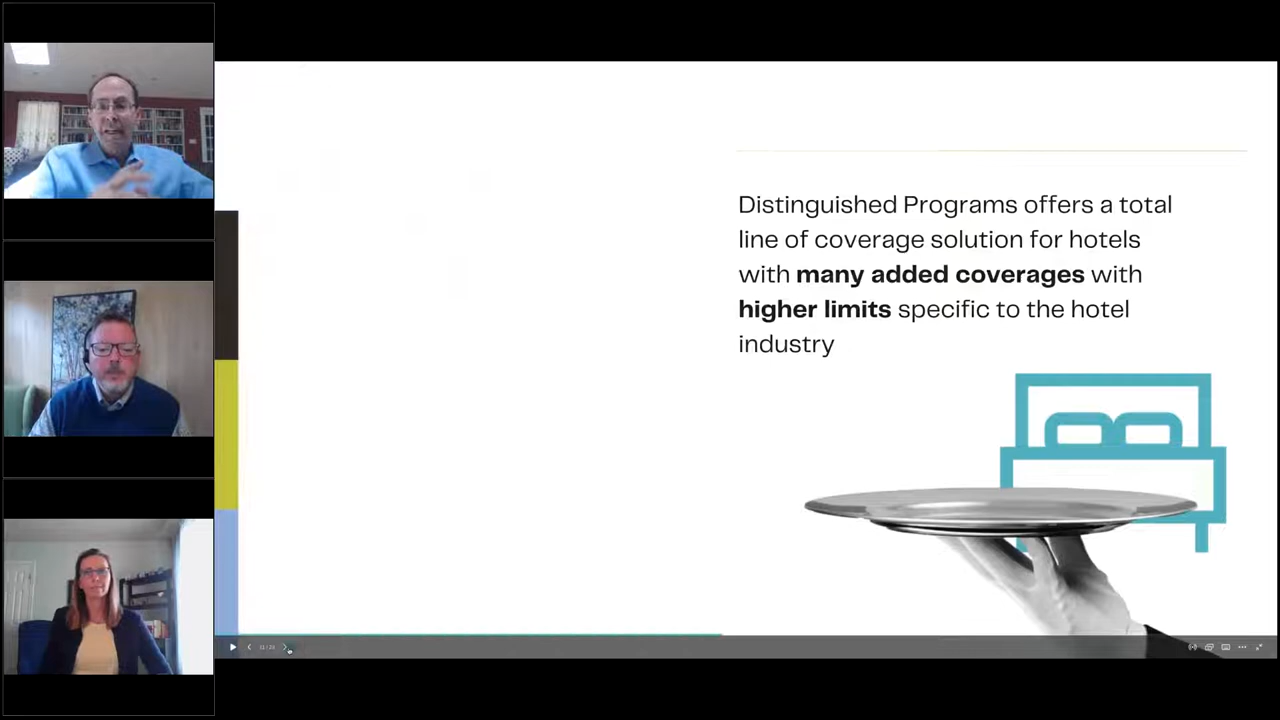 Distinguished Programs offers a total
line of coverage solution for hotels
with many added coverages with
higher limits specific to the hotel
industry